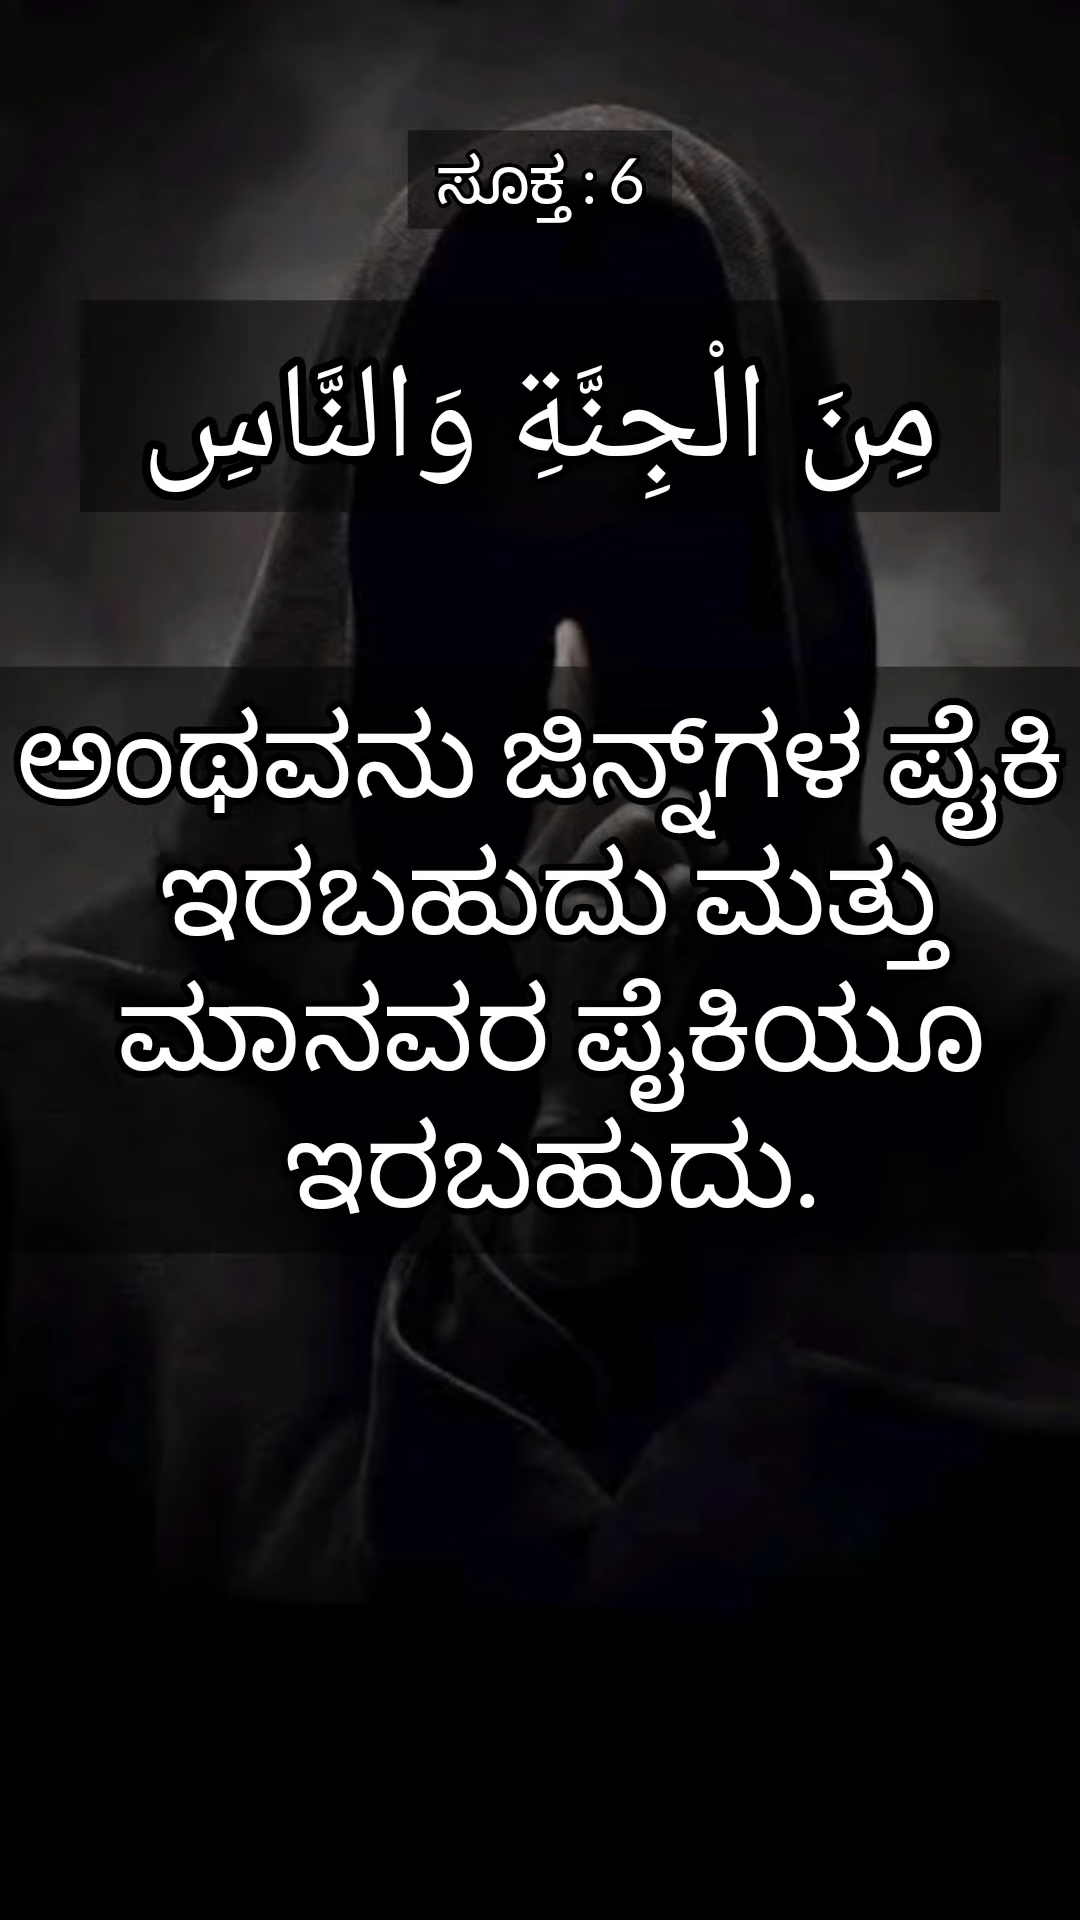 ಸೂಕ್ತ : 6
مِنَ الْجِنَّةِ وَالنَّاسِ
ಅಂಥವನು ಜಿನ್ನ್‌ಗಳ ಪೈಕಿ
ಇರಬಹುದು ಮತ್ತು
ಮಾನವರ ಪೈಕಿಯೂ
ಇರಬಹುದು.